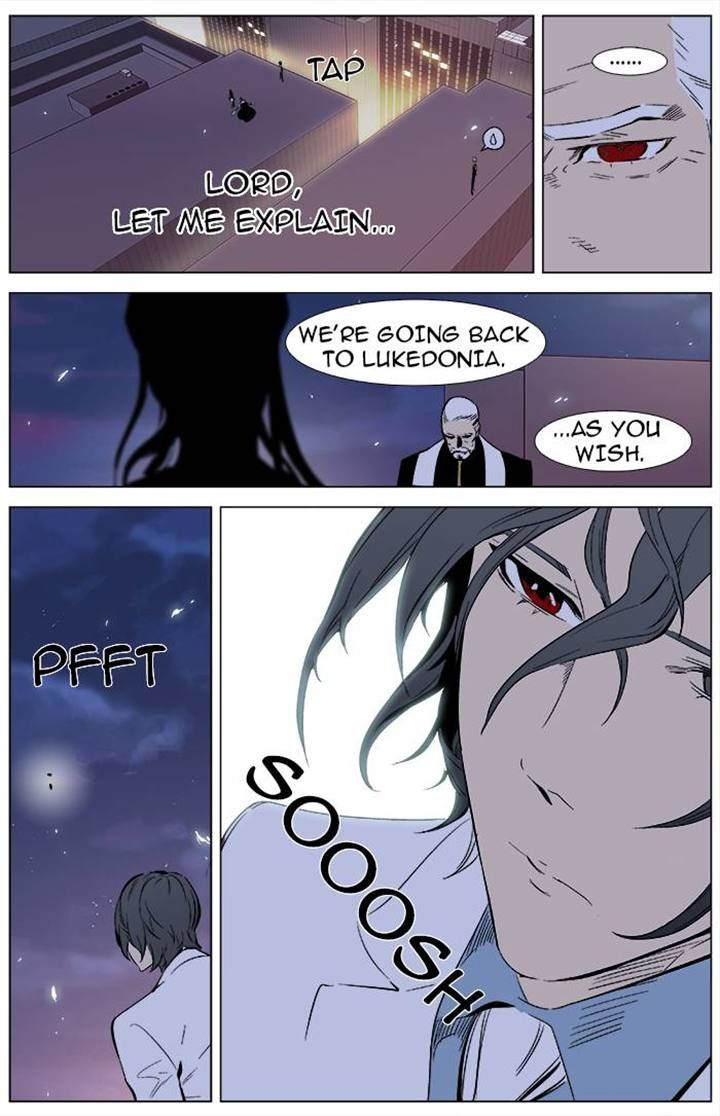 TAP
LORD,
LET ME EXPLAIN...
......
WE'RE GOING BACK
TO LUKEDONIA.
...AS YOU
WISH.
PFFT
SOOOSH